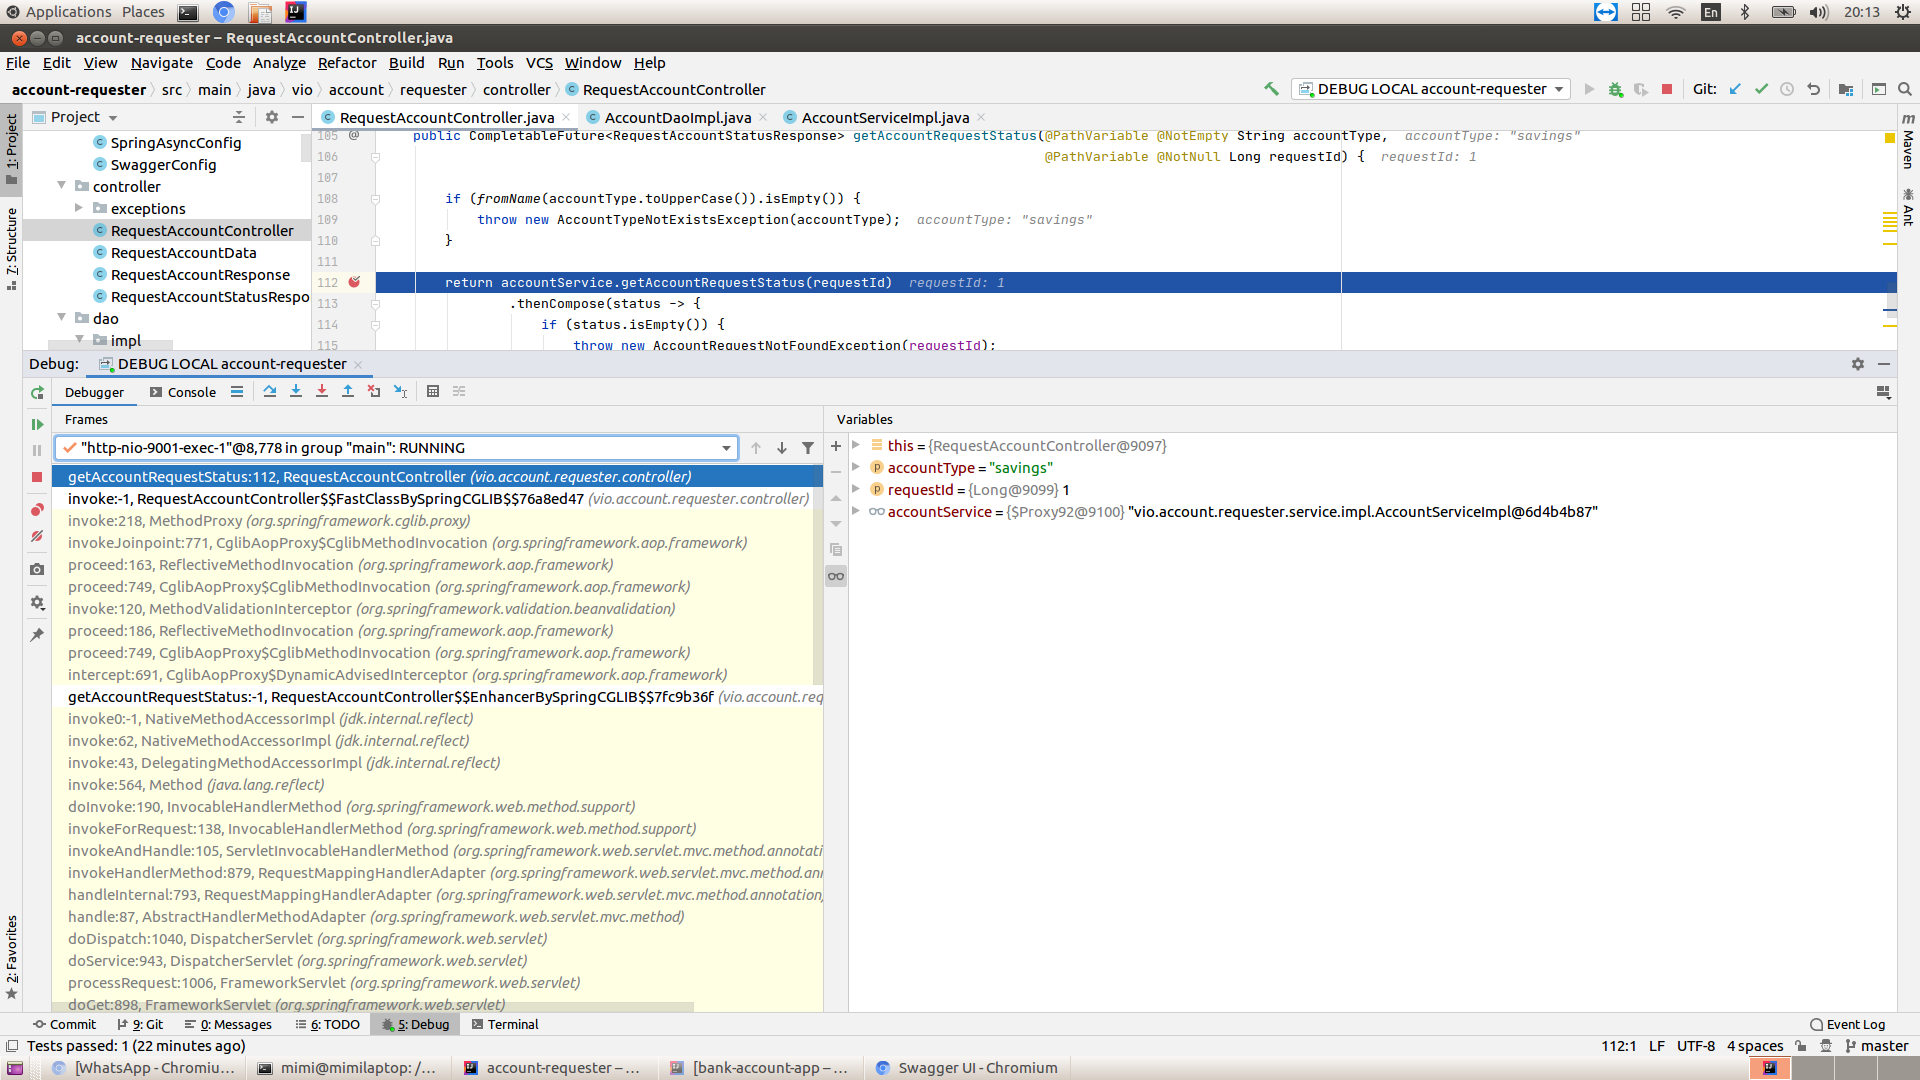 Applications Places En 20:13
account-requester – RequestAccountController.java
File Edit View Navigate Code Analyze Refactor Build Run Tools VCS Window Help
account-requester src main java vio account requester controller RequestAccountController DEBUG LOCAL account-requester Git:
Project RequestAccountController.java AccountDaoImpl.java AccountServiceImpl.java
1: Project
7: Structure
2: Favorites
Maven
Ant
SpringAsyncConfig
SwaggerConfig
controller
exceptions
RequestAccountController
RequestAccountData
RequestAccountResponse
RequestAccountStatusRespo
dao
impl
105 @ public CompletableFuture<RequestAccountStatusResponse> getAccountRequestStatus(@PathVariable @NotEmpty String accountType, accountType: "savings"
106 @PathVariable @NotNull Long requestId) { requestId: 1
107
108 if (fromName(accountType.toUpperCase()).isEmpty()) {
109 throw new AccountTypeNotExistsException(accountType); accountType: "savings"
110 }
111
112 return accountService.getAccountRequestStatus(requestId) requestId: 1
113 .thenCompose(status -> {
114 if (status.isEmpty()) {
115 throw new AccountRequestNotFoundException(requestId);
Debug: DEBUG LOCAL account-requester
Debugger Console
Frames
"http-nio-9001-exec-1"@8,778 in group "main": RUNNING
getAccountRequestStatus:112, RequestAccountController (vio.account.requester.controller)
invoke:-1, RequestAccountController$$FastClassBySpringCGLIB$$76a8ed47 (vio.account.requester.controller)
invoke:218, MethodProxy (org.springframework.cglib.proxy)
invokeJoinpoint:771, CglibAopProxy$CglibMethodInvocation (org.springframework.aop.framework)
proceed:163, ReflectiveMethodInvocation (org.springframework.aop.framework)
proceed:749, CglibAopProxy$CglibMethodInvocation (org.springframework.aop.framework)
invoke:120, MethodValidationInterceptor (org.springframework.validation.beanvalidation)
proceed:186, ReflectiveMethodInvocation (org.springframework.aop.framework)
proceed:749, CglibAopProxy$CglibMethodInvocation (org.springframework.aop.framework)
intercept:691, CglibAopProxy$DynamicAdvisedInterceptor (org.springframework.aop.framework)
getAccountRequestStatus:-1, RequestAccountController$$EnhancerBySpringCGLIB$$7fc9b36f (vio.account.req
invoke0:-1, NativeMethodAccessorImpl (jdk.internal.reflect)
invoke:62, NativeMethodAccessorImpl (jdk.internal.reflect)
invoke:43, DelegatingMethodAccessorImpl (jdk.internal.reflect)
invoke:564, Method (java.lang.reflect)
doInvoke:190, InvocableHandlerMethod (org.springframework.web.method.support)
invokeForRequest:138, InvocableHandlerMethod (org.springframework.web.method.support)
invokeAndHandle:105, ServletInvocableHandlerMethod (org.springframework.web.servlet.mvc.method.annotati
invokeHandlerMethod:879, RequestMappingHandlerAdapter (org.springframework.web.servlet.mvc.method.ann
handleInternal:793, RequestMappingHandlerAdapter (org.springframework.web.servlet.mvc.method.annotation)
handle:87, AbstractHandlerMethodAdapter (org.springframework.web.servlet.mvc.method)
doDispatch:1040, DispatcherServlet (org.springframework.web.servlet)
doService:943, DispatcherServlet (org.springframework.web.servlet)
processRequest:1006, FrameworkServlet (org.springframework.web.servlet)
doGet:898, FrameworkServlet (org.springframework.web.servlet)
Variables
this = {RequestAccountController@9097}
accountType = "savings"
requestId = {Long@9099} 1
accountService = {$Proxy92@9100} "vio.account.requester.service.impl.AccountServiceImpl@6d4b4b87"
Commit 9: Git 0: Messages 6: TODO 5: Debug Terminal Event Log
Tests passed: 1 (22 minutes ago) 112:1 LF UTF-8 4 spaces master
[WhatsApp - Chromium... mimi@mimilaptop: /... account-requester –... [bank-account-app –... Swagger UI - Chromium